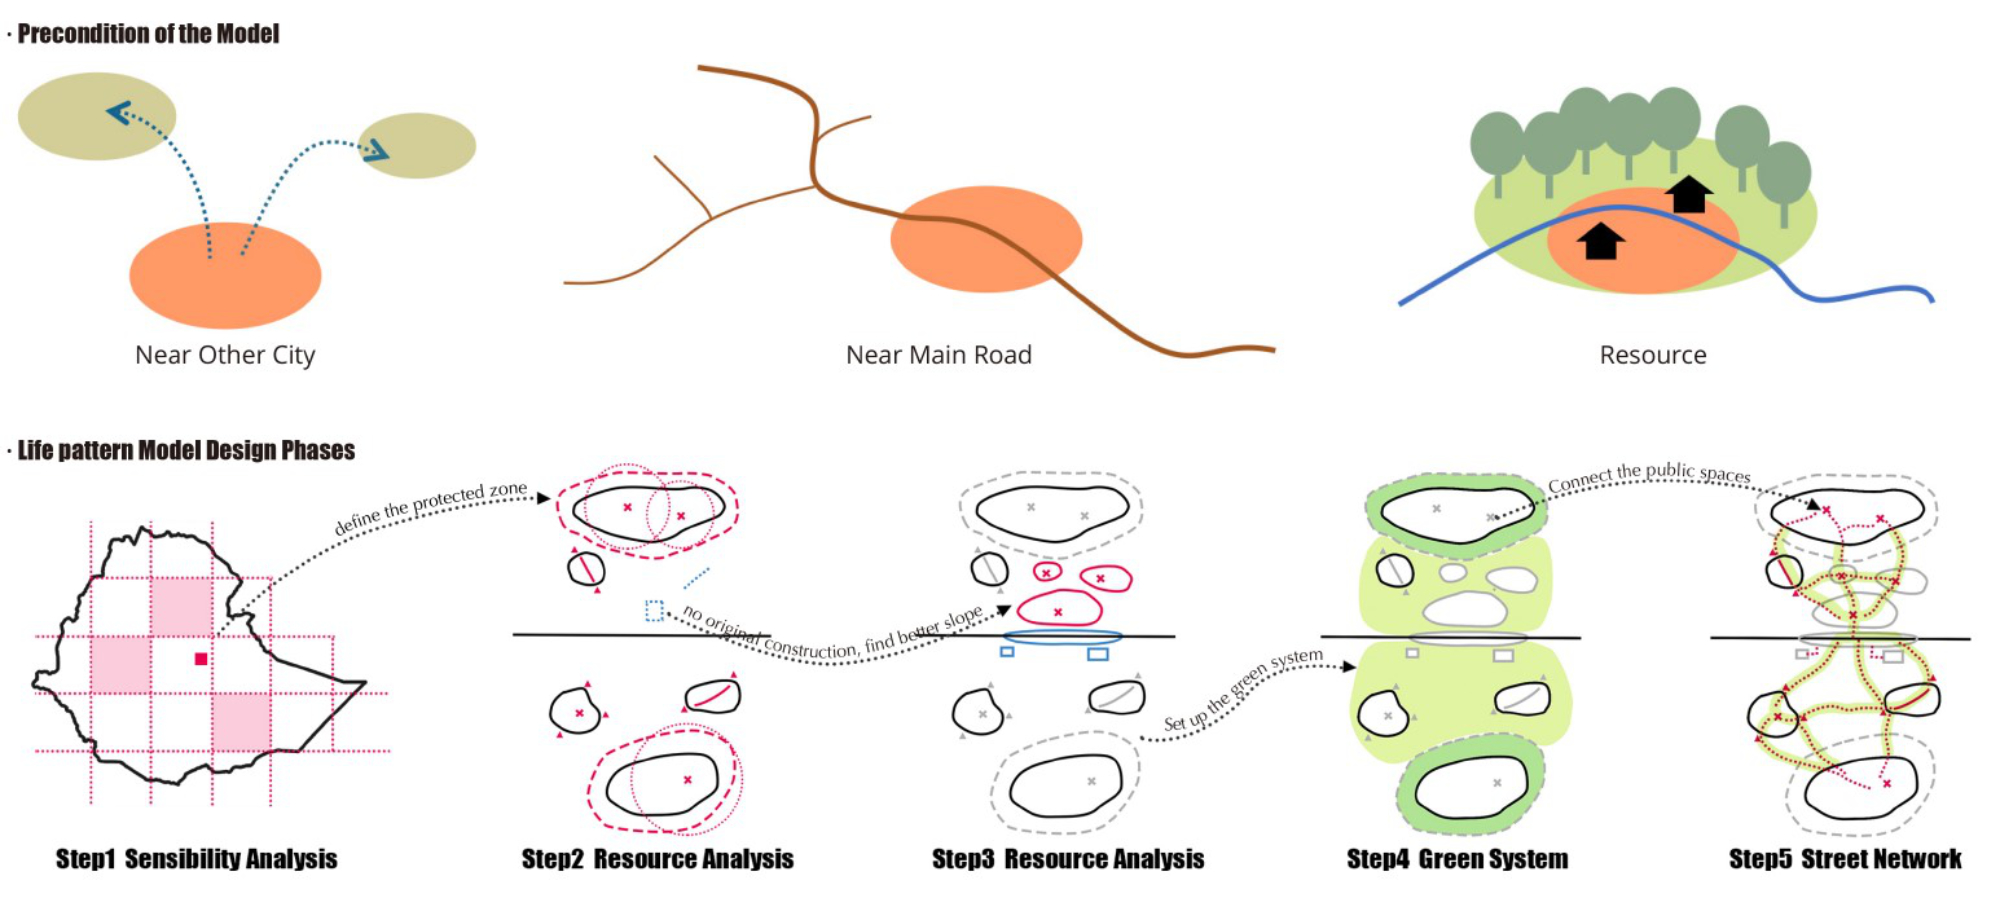 · Precondition of the Model
Near Other City
Near Main Road
Resource
· Life pattern Model Design Phases
define the protected zone
no original construction, find better slope
Set up the green system
Connect the public spaces
Step1 Sensibility Analysis
Step2 Resource Analysis
Step3 Resource Analysis
Step4 Green System
Step5 Street Network